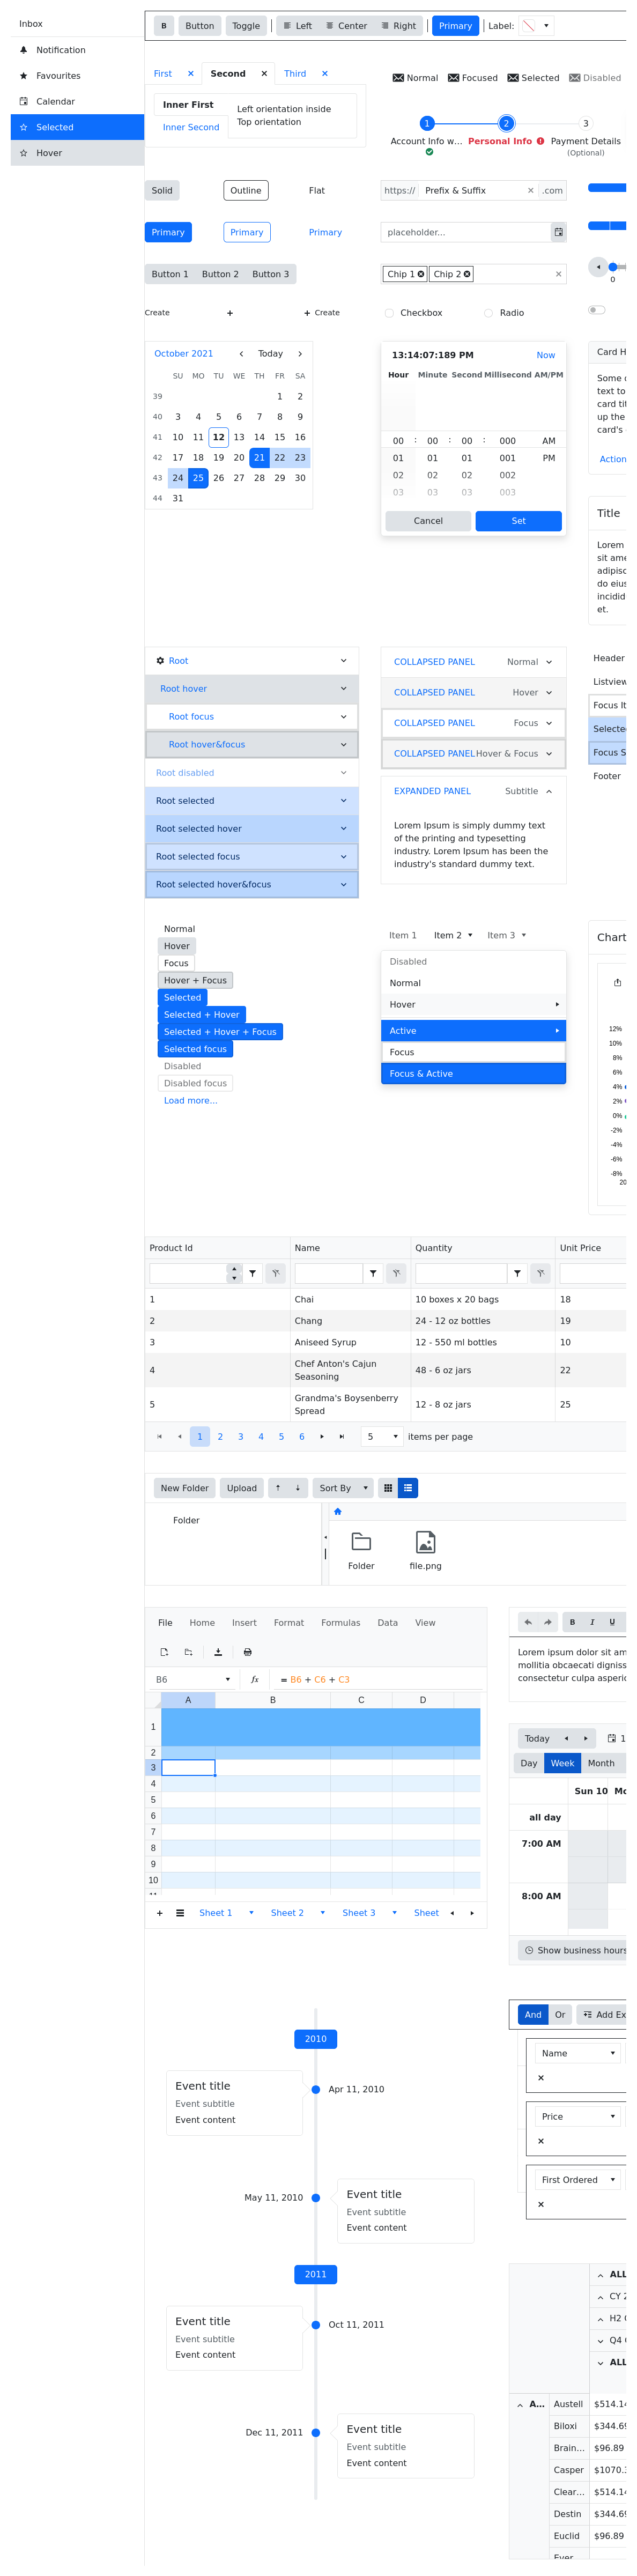 Inbox
Notification
Favourites
Calendar
Selected
Hover
B Button Toggle Left Center Right Primary Label:
First Second Third
Inner First
Inner Second
Left orientation inside
Top orientation
Normal Focused Selected Disabled
1 2 3
Account Info w... Personal Info Payment Details
(Optional)
Solid Outline Flat
https:// Prefix & Suffix .com
Primary Primary Primary
placeholder...
Button 1 Button 2 Button 3
Chip 1 Chip 2
0
Create + + Create
Checkbox Radio
October 2021 Today
SU MO TU WE TH FR SA
39 1 2
40 3 4 5 6 7 8 9
41 10 11 12 13 14 15 16
42 17 18 19 20 21 22 23
43 24 25 26 27 28 29 30
44 31
13:14:07:189 PM Now
Hour Minute Second Millisecond AM/PM
00 : 00 : 00 : 000 AM
01 01 01 001 PM
02 02 02 002
03 03 03 003
Cancel Set
Card H
Some
text to
card tit
up the
card's
Action
Title
Lorem
sit ame
adipisc
do eius
incidid
et.
Root
Root hover
Root focus
Root hover&focus
Root disabled
Root selected
Root selected hover
Root selected focus
Root selected hover&focus
COLLAPSED PANEL Normal
COLLAPSED PANEL Hover
COLLAPSED PANEL Focus
COLLAPSED PANEL Hover & Focus
EXPANDED PANEL Subtitle
Lorem Ipsum is simply dummy text
of the printing and typesetting
industry. Lorem Ipsum has been the
industry's standard dummy text.
Header
Listview
Focus It
Selected
Focus S
Footer
Normal
Hover
Focus
Hover + Focus
Selected
Selected + Hover
Selected + Hover + Focus
Selected focus
Disabled
Disabled focus
Load more...
Item 1 Item 2 Item 3
Disabled
Normal
Hover
Active
Focus
Focus & Active
Chart
12%
10%
8%
6%
4%
2%
0%
-2%
-4%
-6%
-8%
20
Product Id Name Quantity Unit Price
1 Chai 10 boxes x 20 bags 18
2 Chang 24 - 12 oz bottles 19
3 Aniseed Syrup 12 - 550 ml bottles 10
4 Chef Anton's Cajun Seasoning 48 - 6 oz jars 22
5 Grandma's Boysenberry Spread 12 - 8 oz jars 25
1 2 3 4 5 6 5 items per page
New Folder Upload Sort By
Folder
Folder file.png
File Home Insert Format Formulas Data View
B6 fx = B6 + C6 + C3
A B C D
1
2
3
4
5
6
7
8
9
10
11
Sheet 1 Sheet 2 Sheet 3 Sheet
B I U
Lorem ipsum dolor sit am
mollitia obcaecati digniss
consectetur culpa asperic
Today 1
Day Week Month
Sun 10 Mo
all day
7:00 AM
8:00 AM
Show business hours
2010
Event title
Event subtitle
Event content
Apr 11, 2010
May 11, 2010
Event title
Event subtitle
Event content
2011
Event title
Event subtitle
Event content
Oct 11, 2011
Dec 11, 2011
Event title
Event subtitle
Event content
And Or Add Ex
Name
Price
First Ordered
ALL
CY 2
H2
Q4
ALL
A... Austell $514.14
Biloxi $344.69
Brain... $96.89
Casper $1070.3
Clear... $514.14
Destin $344.69
Euclid $96.89
Ever